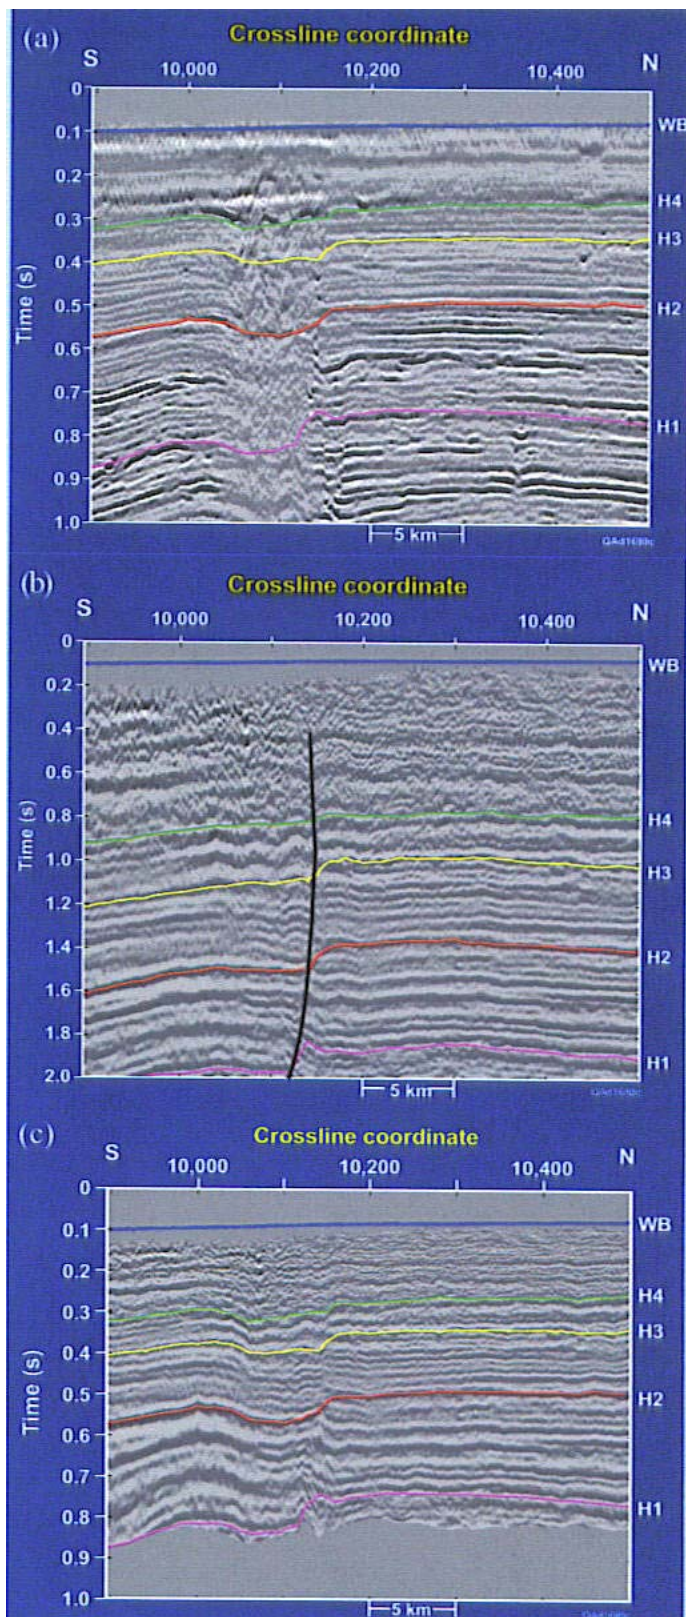 (a)
Crossline coordinate
S N
10,000 10,200 10,400
0
0.1
0.2
0.3
0.4
0.5
0.6
0.7
0.8
0.9
1.0
Time (s)
WB
H4
H3
H2
H1
5 km
(b)
Crossline coordinate
S N
10,000 10,200 10,400
0
0.2
0.4
0.6
0.8
1.0
1.2
1.4
1.6
1.8
2.0
Time (s)
WB
H4
H3
H2
H1
5 km
(c)
Crossline coordinate
S N
10,000 10,200 10,400
0
0.1
0.2
0.3
0.4
0.5
0.6
0.7
0.8
0.9
1.0
Time (s)
WB
H4
H3
H2
H1
5 km